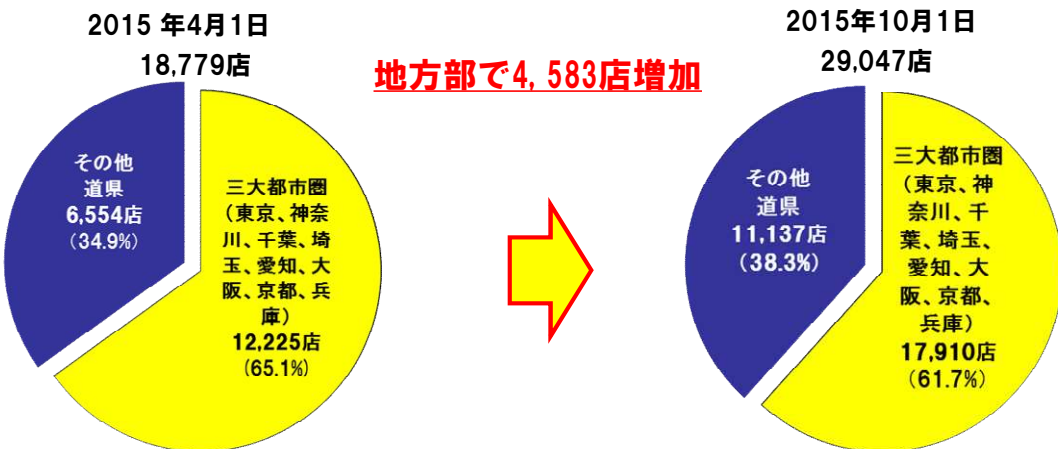 2015 年4月1日
18,779店
地方部で4, 583店増加
2015年10月1日
29,047店
その他
道県
6,554店
(34.9%)
三大都市圏
(東京、神奈
川、千葉、埼
玉、愛知、大
阪、京都、兵
庫)
12,225店
(65.1%)
その他
道県
11,137店
(38.3%)
三大都市圏
(東京、神
奈川、千
葉、埼玉、
愛知、大
阪、京都、
兵庫)
17,910店
(61.7%)